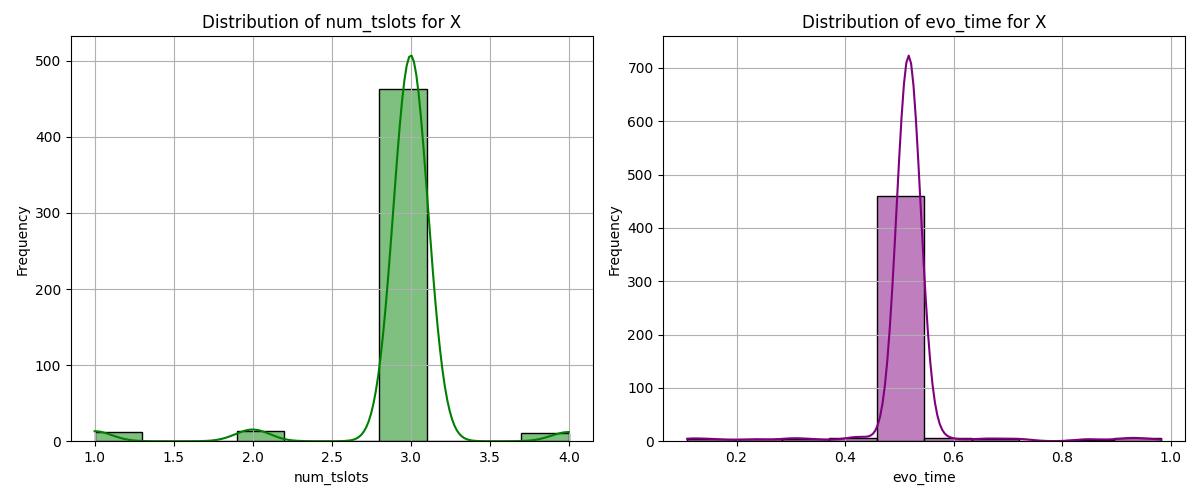 Distribution of num_tslots for X
500
400
300
200
100
0
Frequency
1.0 1.5 2.0 2.5 3.0 3.5 4.0
num_tslots
Distribution of evo_time for X
700
600
500
400
300
200
100
0
Frequency
0.2 0.4 0.6 0.8 1.0
evo_time